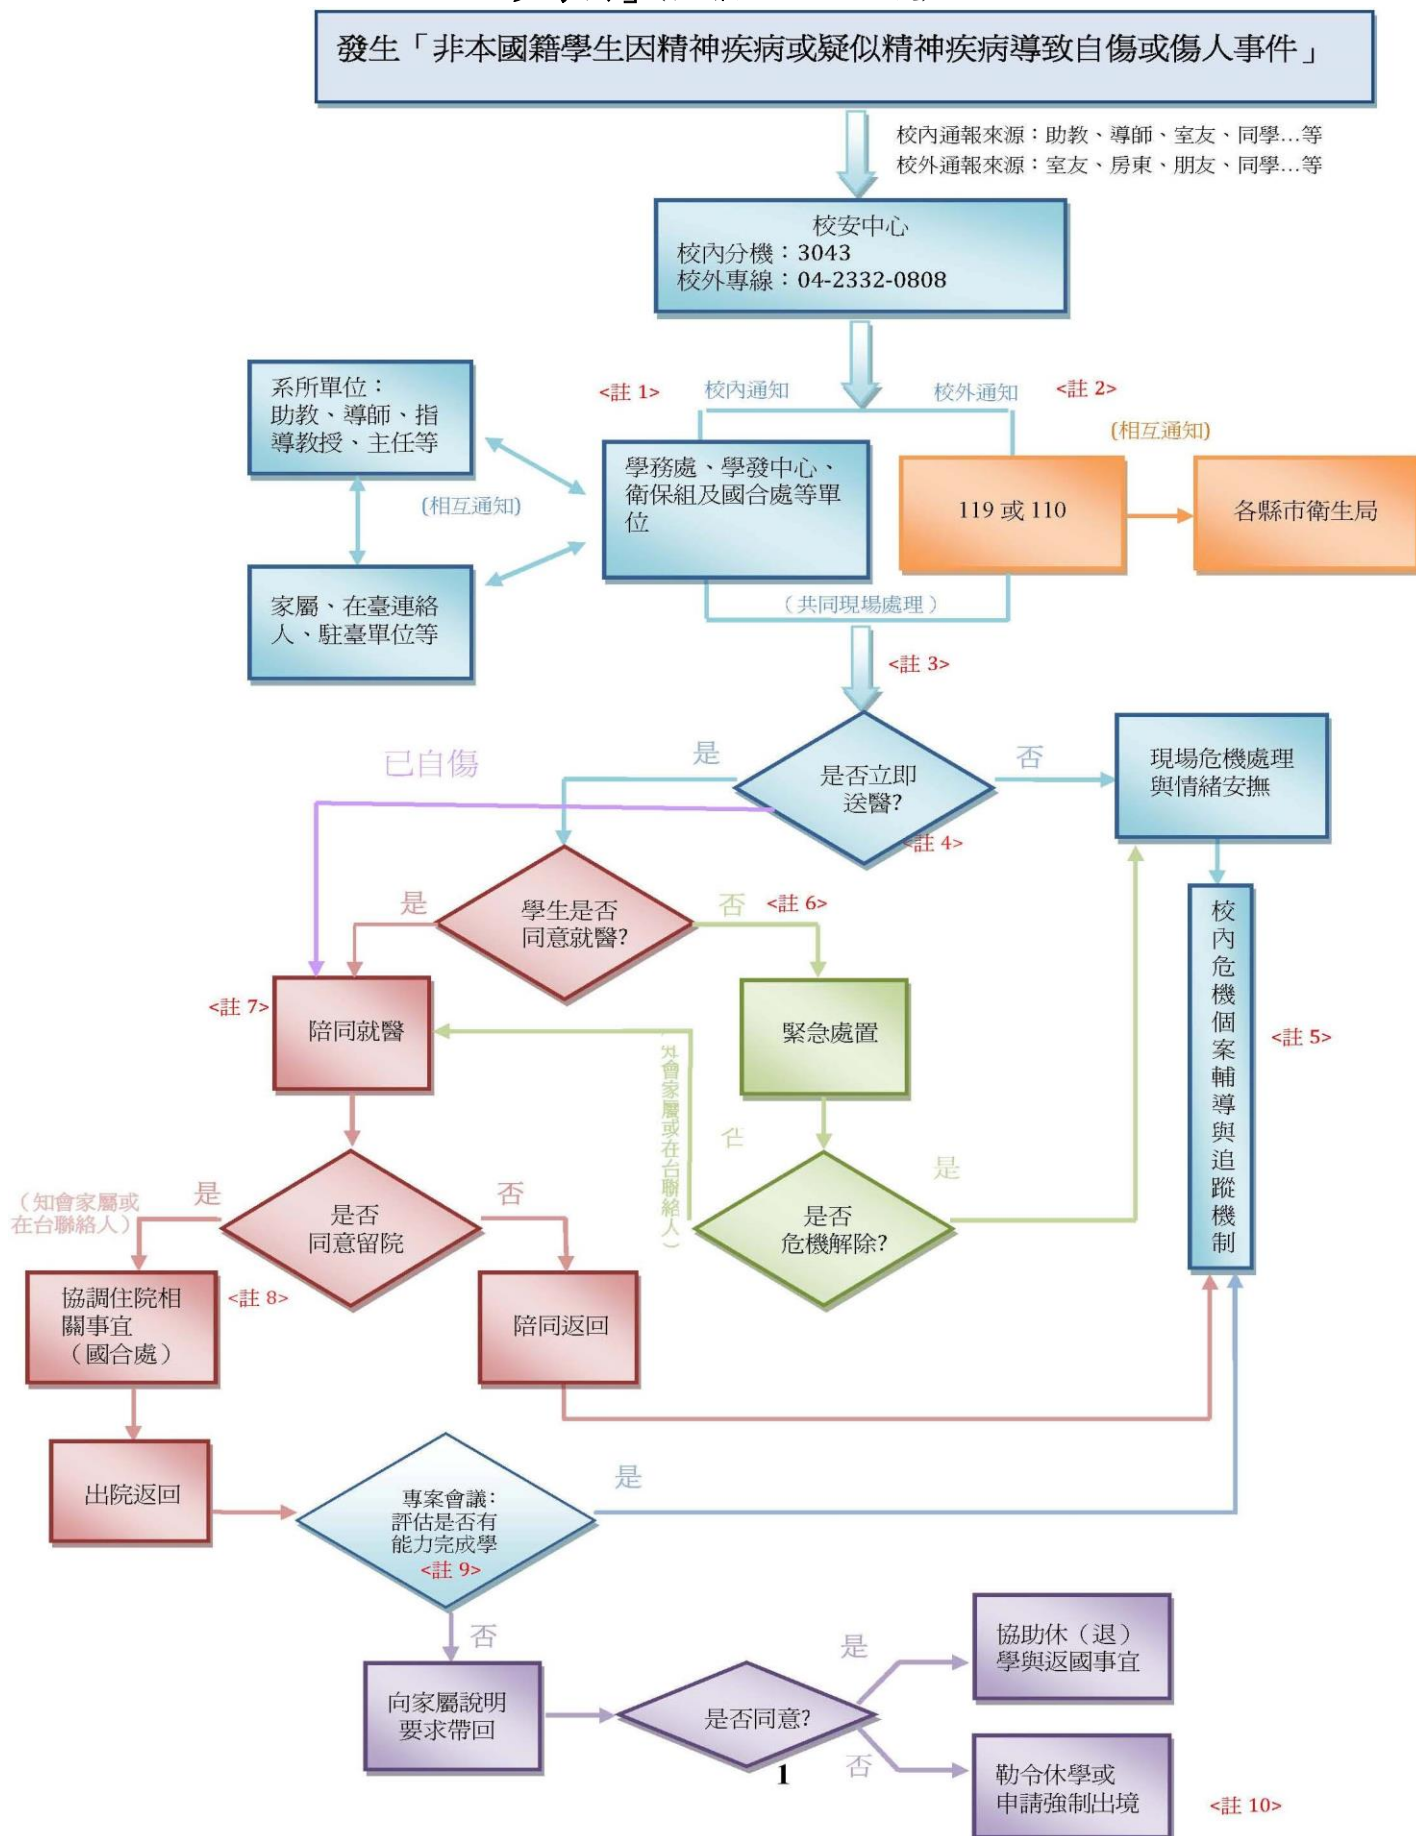 發生「非本國籍學生因精神疾病或疑似精神疾病導致自傷或傷人事件」
校內通報來源：助教、導師、室友、同學…等
校外通報來源：室友、房東、朋友、同學…等
校安中心
校內分機：3043
校外專線：04-2332-0808
<註 1>
校內通知
校外通知
<註 2>
系所單位：
助教、導師、指
導教授、主任等
(相互通知)
學務處、學發中心、
衛保組及國合處等單
位
119 或 110
(相互通知)
各縣市衛生局
家屬、在臺連絡
人、駐臺單位等
（共同現場處理）
<註 3>
已自傷
是
是否立即
送醫?
否
<註 4>
現場危機處理
與情緒安撫
是
學生是否
同意就醫?
否
<註 6>
校內危機個案輔導與追蹤機制
<註 5>
<註 7>
陪同就醫
緊急處置
知會家屬或在台聯絡人）
是否
危機解除?
是
（知會家屬或
在台聯絡人）
是
是否
同意留院
否
協調住院相
關事宜
（國合處）
<註 8>
陪同返回
出院返回
專案會議：
評估是否有
能力完成學
<註 9>
是
否
向家屬說明
要求帶回
是否同意?
是
協助休（退）
學與返國事宜
否
勒令休學或
申請強制出境
<註 10>
1